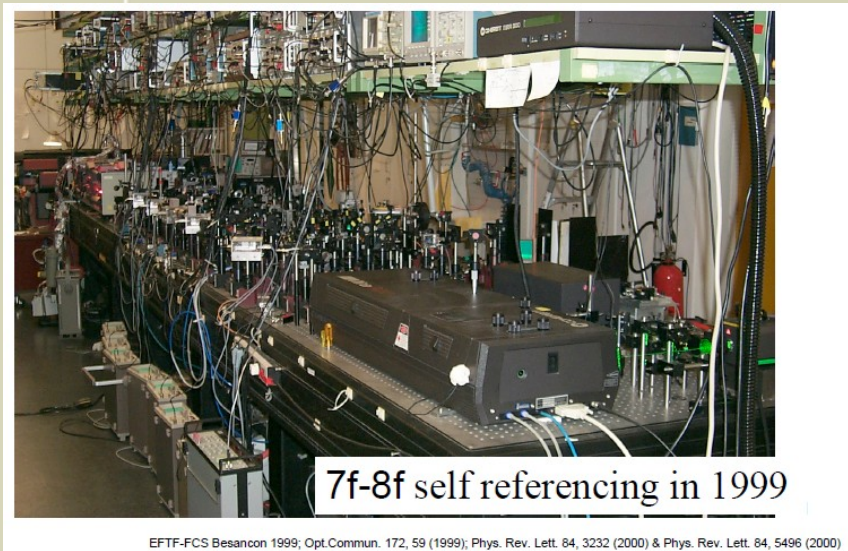 COHERENT
7f-8f self referencing in 1999
EFTF-FCS Besancon 1999; Opt.Commun. 172, 59 (1999); Phys. Rev. Lett. 84, 3232 (2000) & Phys. Rev. Lett. 84, 5496 (2000)